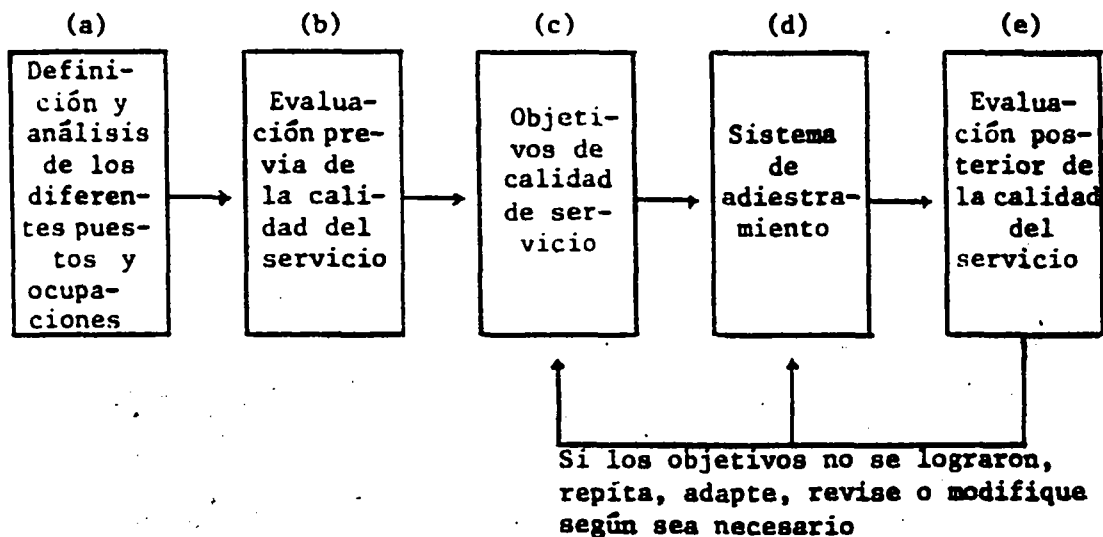 (a) (b) (c) (d) (e)
Defini-
ción y
análisis
de los
diferen-
tes pues-
tos y
ocupa-
ciones
Evalua-
ción pre-
via de
la cali-
dad del
servicio
Objeti-
vos de
calidad
de ser-
vicio
Sistema
de
adiestra-
miento
Evalua-
ción pos-
terior de
la calidad
del
servicio
Si los objetivos no se lograron,
repita, adapte, revise o modifique
según sea necesario